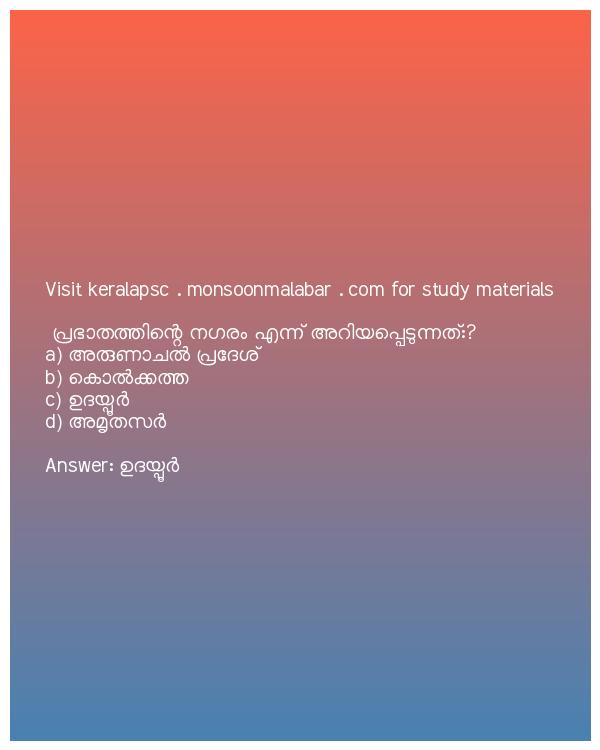 Visit keralapsc . monsoonmalabar . com for study materials
പ്രഭാതത്തിന്റെ നഗരം എന്ന് അറിയപ്പെടുന്നത്:?
a) അരുണാചൽ പ്രദേശ്
b) കൊൽക്കത്ത
c) ഉദയ്പൂർ
d) അമൃതസർ
Answer: ഉദയ്പൂർ